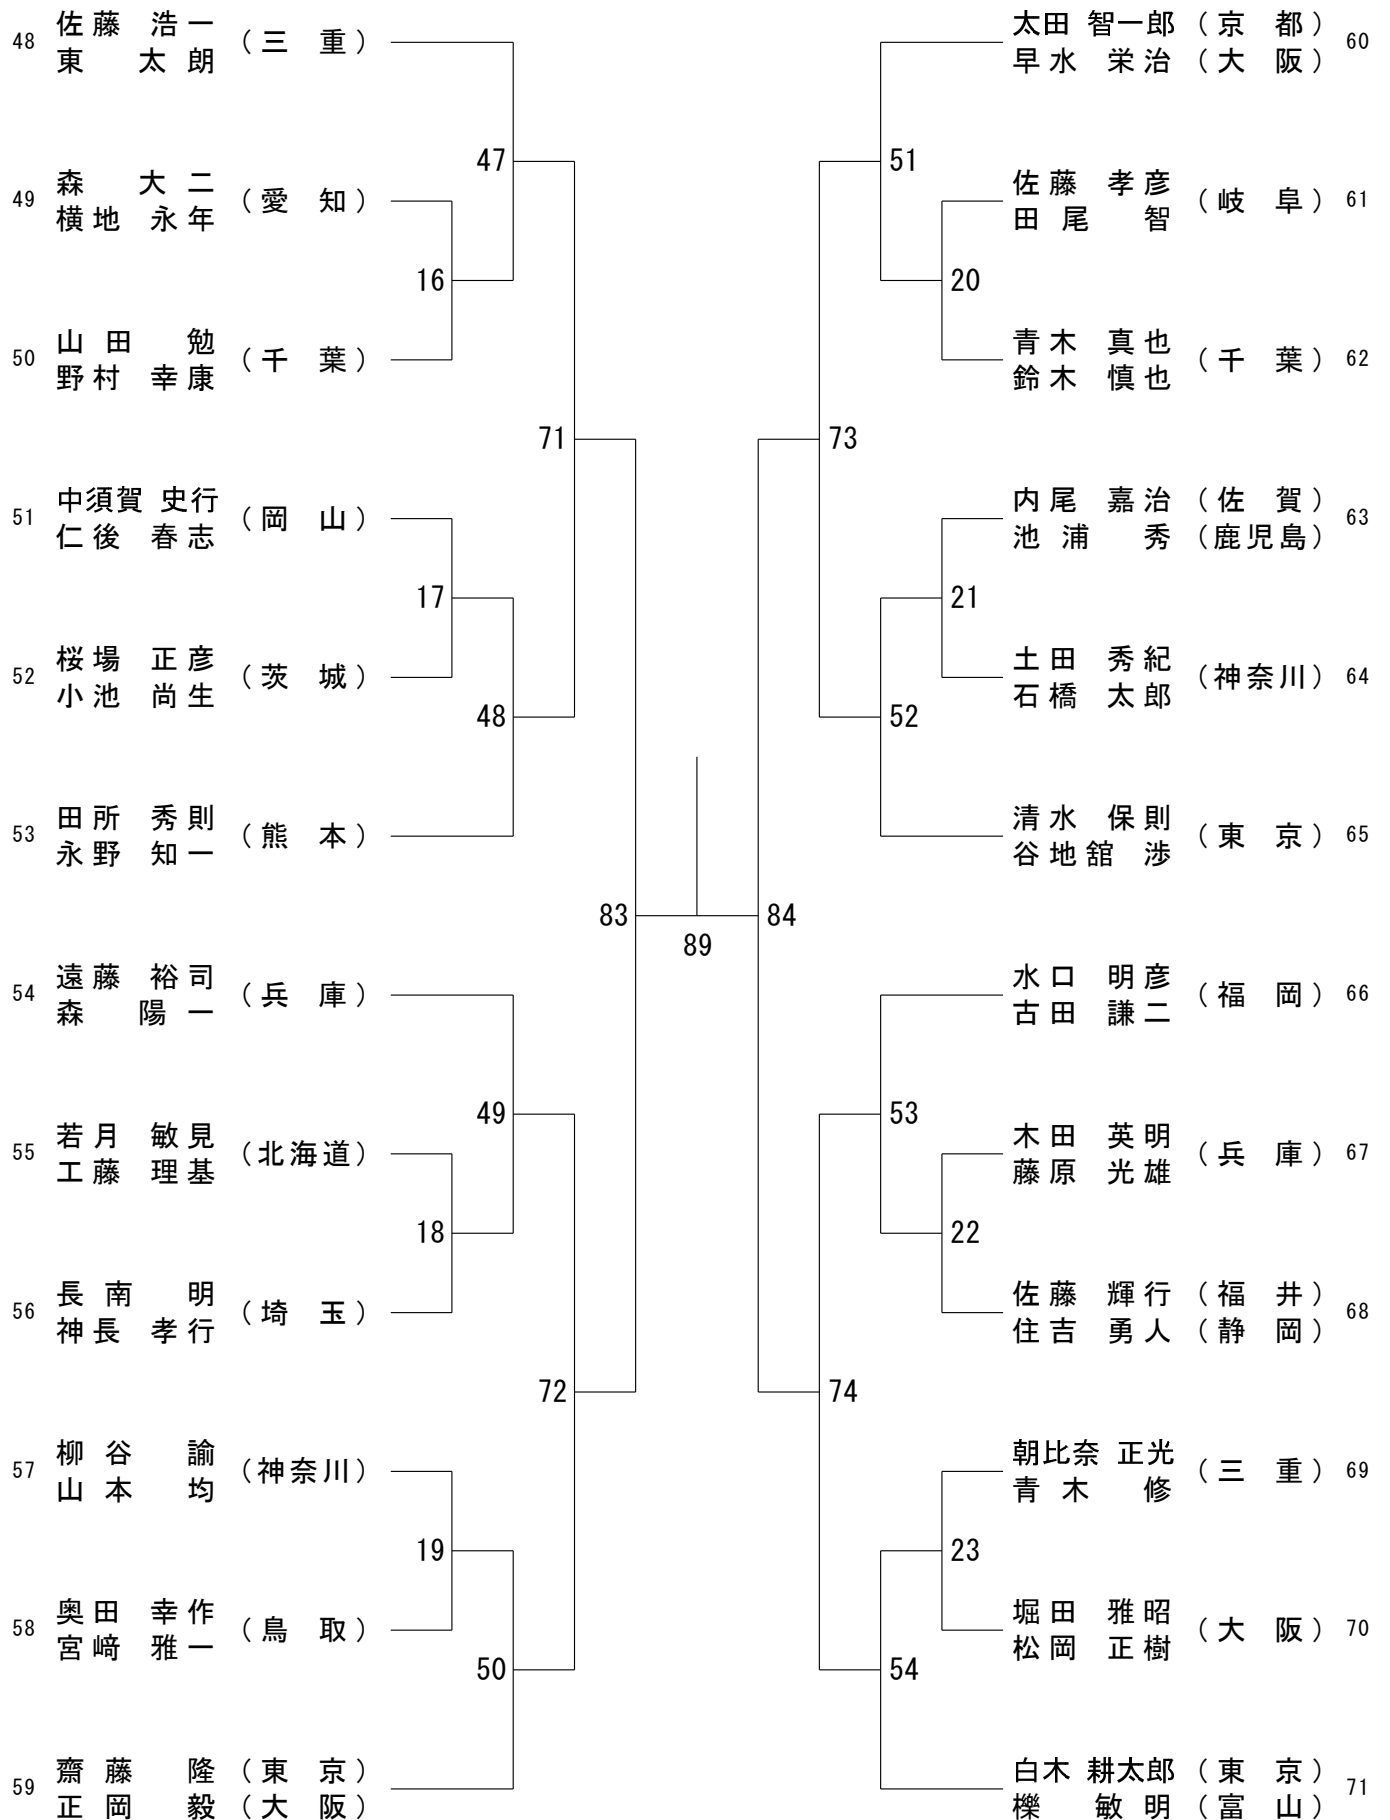 48 佐藤 浩一 (三 重)
東 太朗
47
49 森 大二 (愛 知)
横地 永年
16
50 山田 勉 (千 葉)
野村 幸康
71
51 中須賀 史行 (岡 山)
仁後 春志
17
52 桜場 正彦 (茨 城)
小池 尚生
48
53 田所 秀則 (熊 本)
永野 知一
83
54 遠藤 裕司 (兵 庫)
森 陽一
49
55 若月 敏見 (北海道)
工藤 理基
18
56 長南 明 (埼 玉)
神長 孝行
72
57 柳谷 諭 (神奈川)
山本 均
19
58 奥田 幸作 (鳥 取)
宮﨑 雅一
50
59 齋藤 隆 (東 京)
正岡 毅 (大 阪)
89
太田 智一郎 (京 都) 60
早水 栄治 (大 阪)
51
佐藤 孝彦 (岐 阜) 61
田尾 智
20
青木 真也 (千 葉) 62
鈴木 慎也
73
内尾 嘉治 (佐 賀) 63
池浦 秀 (鹿児島)
21
土田 秀紀 (神奈川) 64
石橋 太郎
52
清水 保則 (東 京) 65
谷地舘 渉
84
水口 明彦 (福 岡) 66
古田 謙二
53
木田 英明 (兵 庫) 67
藤原 光雄
22
佐藤 輝行 (福 井) 68
住吉 勇人 (静 岡)
74
朝比奈 正光 (三 重) 69
青木 修
23
堀田 雅昭 (大 阪) 70
松岡 正樹
54
白木 耕太郎 (東 京) 71
櫟 敏明 (富 山)